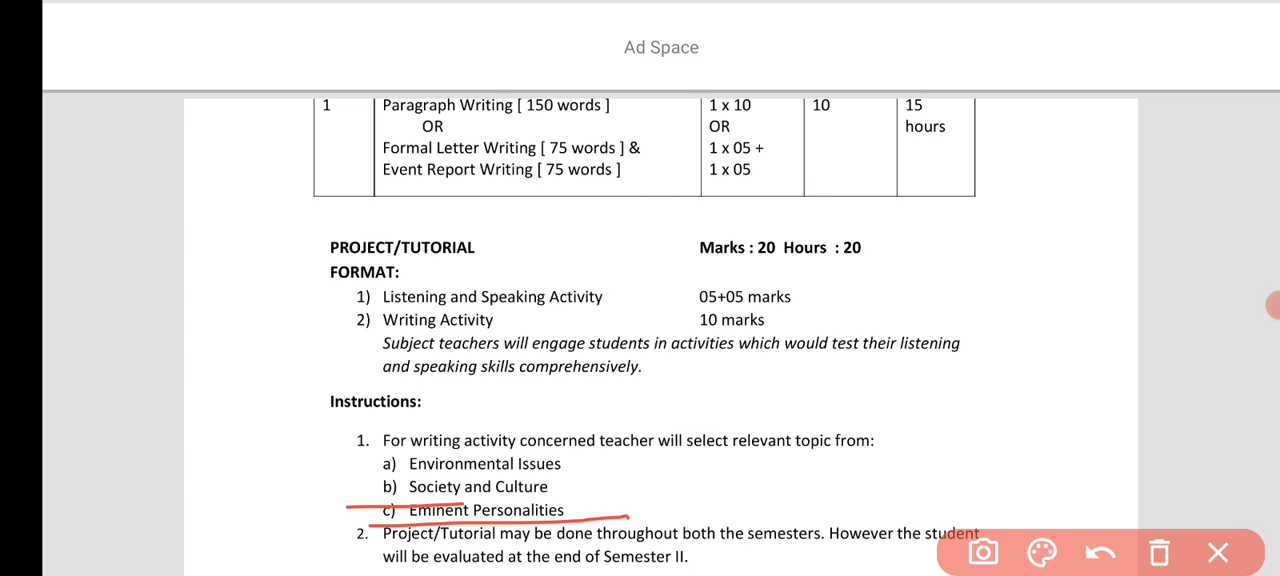 Ad Space
1 Paragraph Writing [ 150 words ] 1 x 10 10 15
OR OR hours
Formal Letter Writing [ 75 words ] & 1 x 05 +
Event Report Writing [ 75 words ] 1 x 05
PROJECT/TUTORIAL Marks : 20 Hours : 20
FORMAT:
1) Listening and Speaking Activity 05+05 marks
2) Writing Activity 10 marks
Subject teachers will engage students in activities which would test their listening
and speaking skills comprehensively.
Instructions:
1. For writing activity concerned teacher will select relevant topic from:
a) Environmental Issues
b) Society and Culture
c) Eminent Personalities
2. Project/Tutorial may be done throughout both the semesters. However the student
will be evaluated at the end of Semester II.